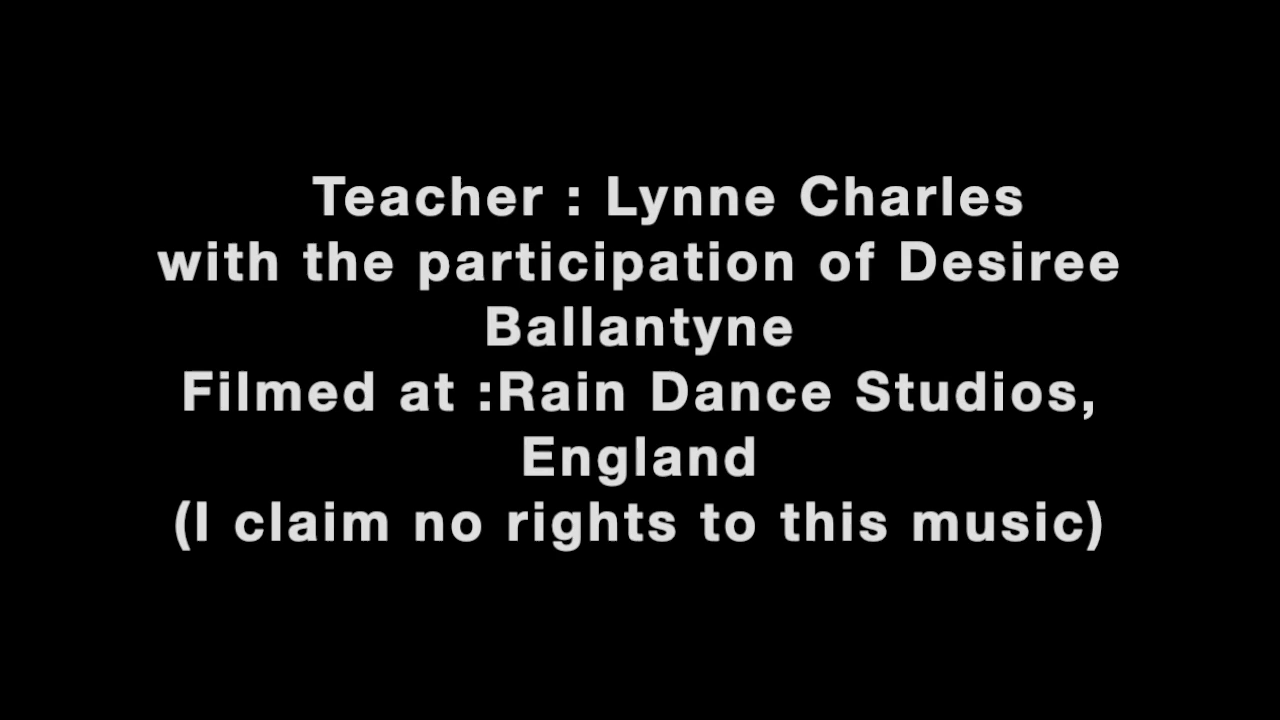 Teacher : Lynne Charles
with the participation of Desiree
Ballantyne
Filmed at :Rain Dance Studios,
England
(I claim no rights to this music)